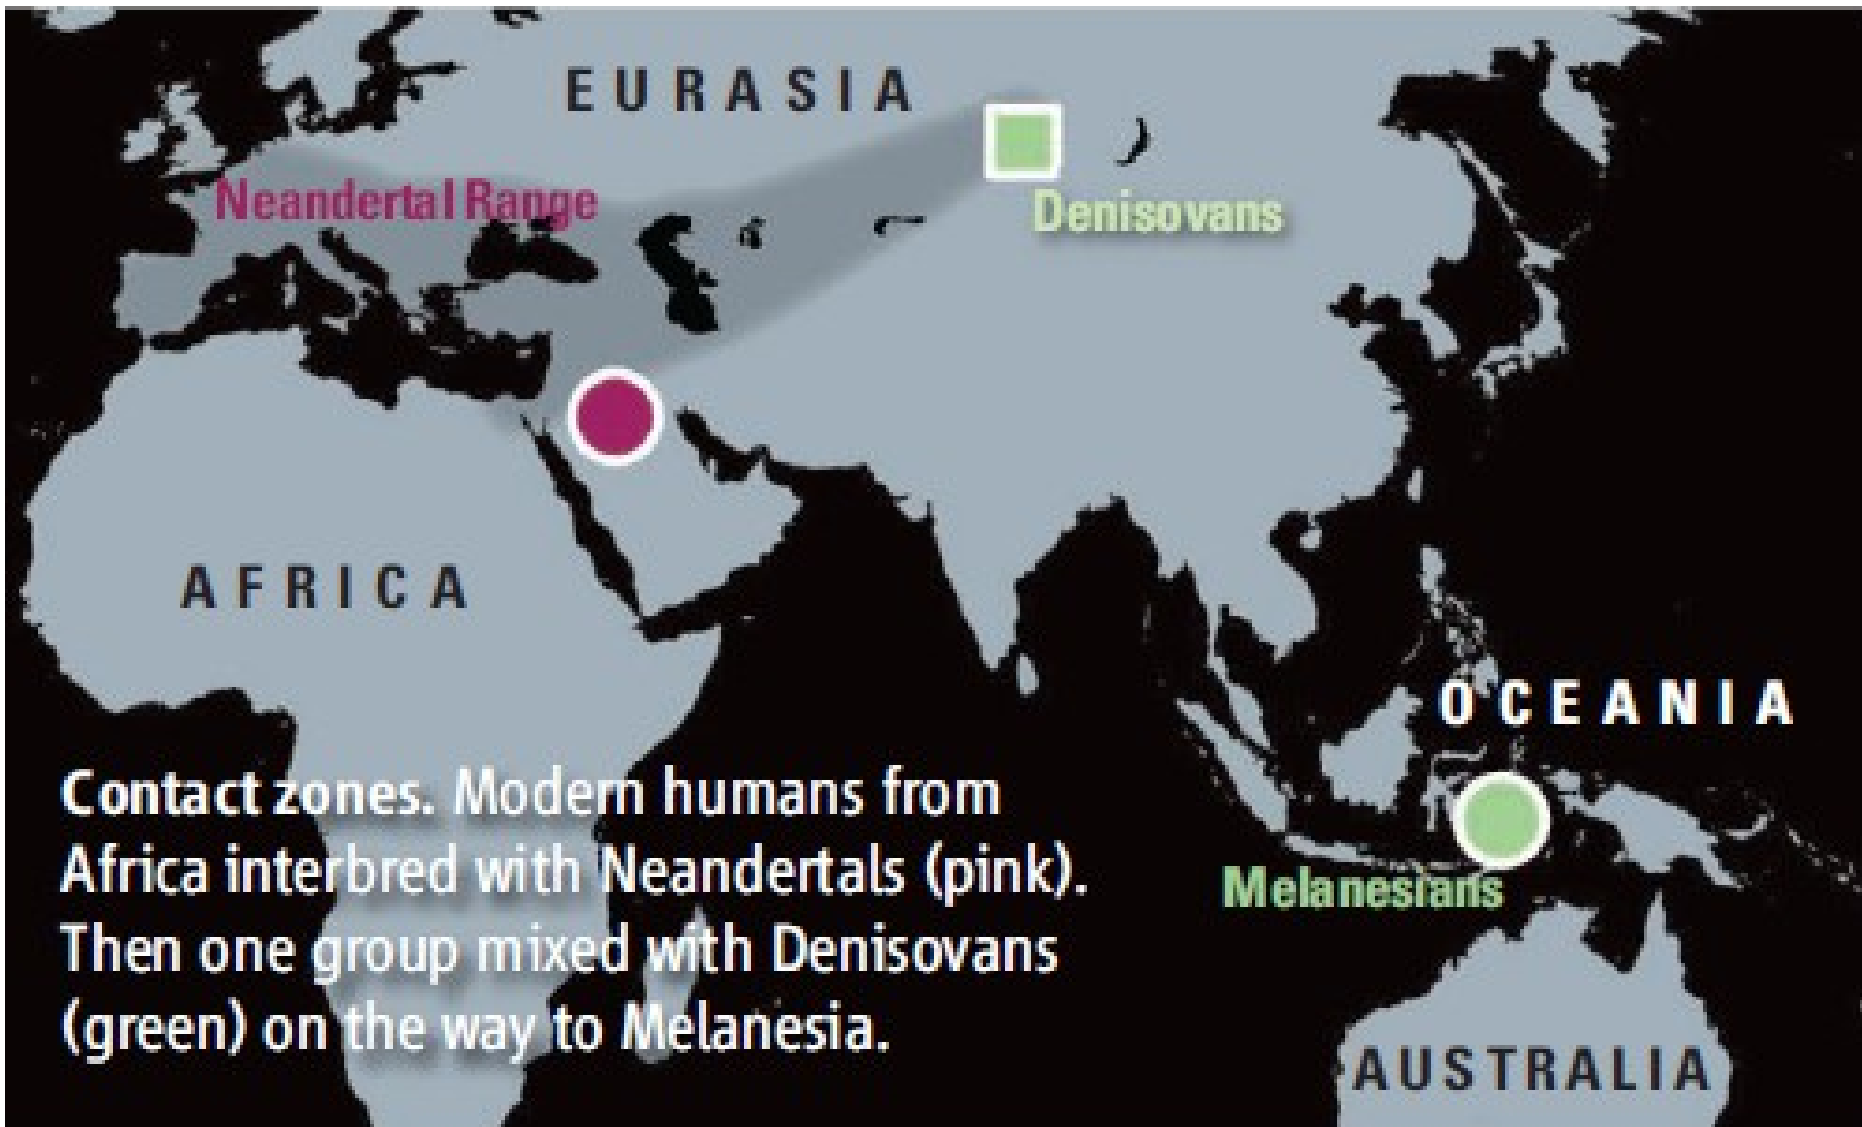 EURASIA
Neandertal Range
Denisovans
AFRICA
OCEANIA
Contact zones. Modern humans from
Africa interbred with Neandertals (pink).
Then one group mixed with Denisovans
(green) on the way to Melanesia.
Melanesians
AUSTRALIA